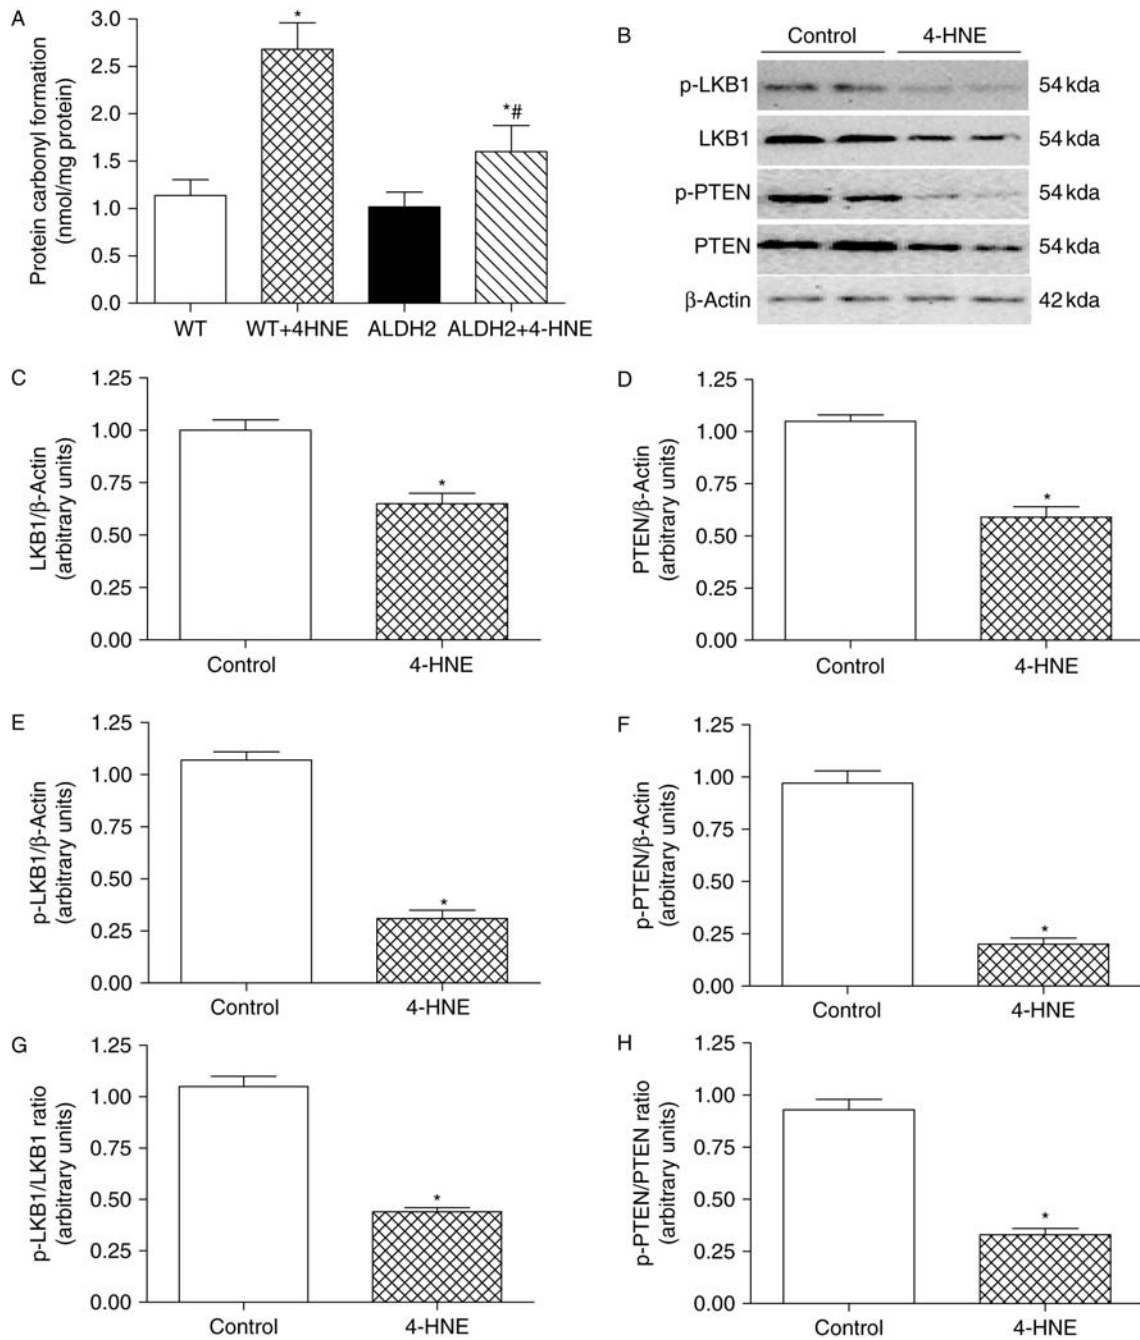 A
Protein carbonyl formation
(nmol/mg protein)
3.0
2.5
2.0
1.5
1.0
0.5
0.0
*
*#
WT
WT+4HNE
ALDH2
ALDH2+4-HNE
B
Control
4-HNE
p-LKB1
54 kda
LKB1
54 kda
p-PTEN
54 kda
PTEN
54 kda
β-Actin
42 kda
C
LKB1/β-Actin
(arbitrary units)
1.25
1.00
0.75
0.50
0.25
0.00
*
Control
4-HNE
D
PTEN/β-Actin
(arbitrary units)
1.25
1.00
0.75
0.50
0.25
0.00
*
Control
4-HNE
E
p-LKB1/β-Actin
(arbitrary units)
1.25
1.00
0.75
0.50
0.25
0.00
*
Control
4-HNE
F
p-PTEN/β-Actin
(arbitrary units)
1.25
1.00
0.75
0.50
0.25
0.00
*
Control
4-HNE
G
p-LKB1/LKB1 ratio
(arbitrary units)
1.25
1.00
0.75
0.50
0.25
0.00
*
Control
4-HNE
H
p-PTEN/PTEN ratio
(arbitrary units)
1.25
1.00
0.75
0.50
0.25
0.00
*
Control
4-HNE